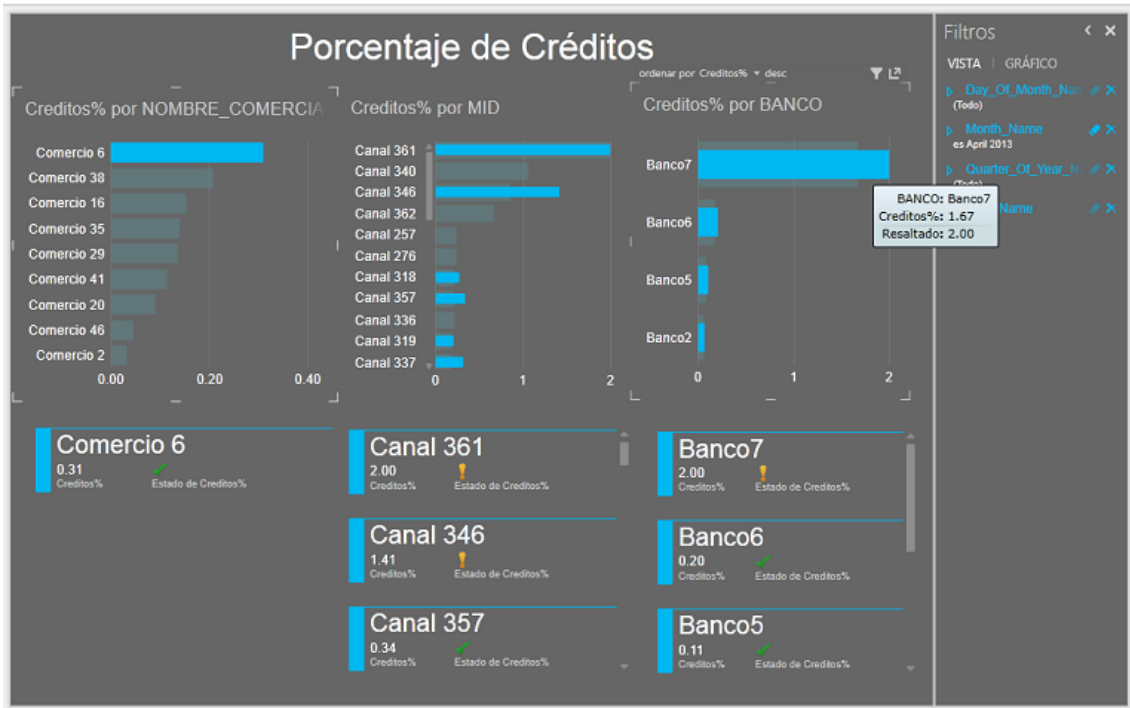 Porcentaje de Créditos
ordenar por Creditos% desc
Creditos% por NOMBRE_COMERCIA
Comercio 6
Comercio 38
Comercio 16
Comercio 35
Comercio 29
Comercio 41
Comercio 20
Comercio 46
Comercio 2
0.00 0.20 0.40
Creditos% por MID
Canal 361
Canal 340
Canal 346
Canal 362
Canal 257
Canal 276
Canal 318
Canal 357
Canal 336
Canal 319
Canal 337
0 1 2
Creditos% por BANCO
Banco7
Banco6
Banco5
Banco2
0 1 2
BANCO: Banco7
Creditos%: 1.67
Resaltado: 2.00
Comercio 6
0.31
Creditos% Estado de Creditos%
Canal 361
2.00
Creditos% Estado de Creditos%
Canal 346
1.41
Creditos% Estado de Creditos%
Canal 357
0.34
Creditos% Estado de Creditos%
Banco7
2.00
Creditos% Estado de Creditos%
Banco6
0.20
Creditos% Estado de Creditos%
Banco5
0.11
Creditos% Estado de Creditos%
Filtros
VISTA | GRÁFICO
Day_Of_Month_Nam
(Todo)
Month_Name
es April 2013
Quarter_Of_Year_N
(Todo)
Name